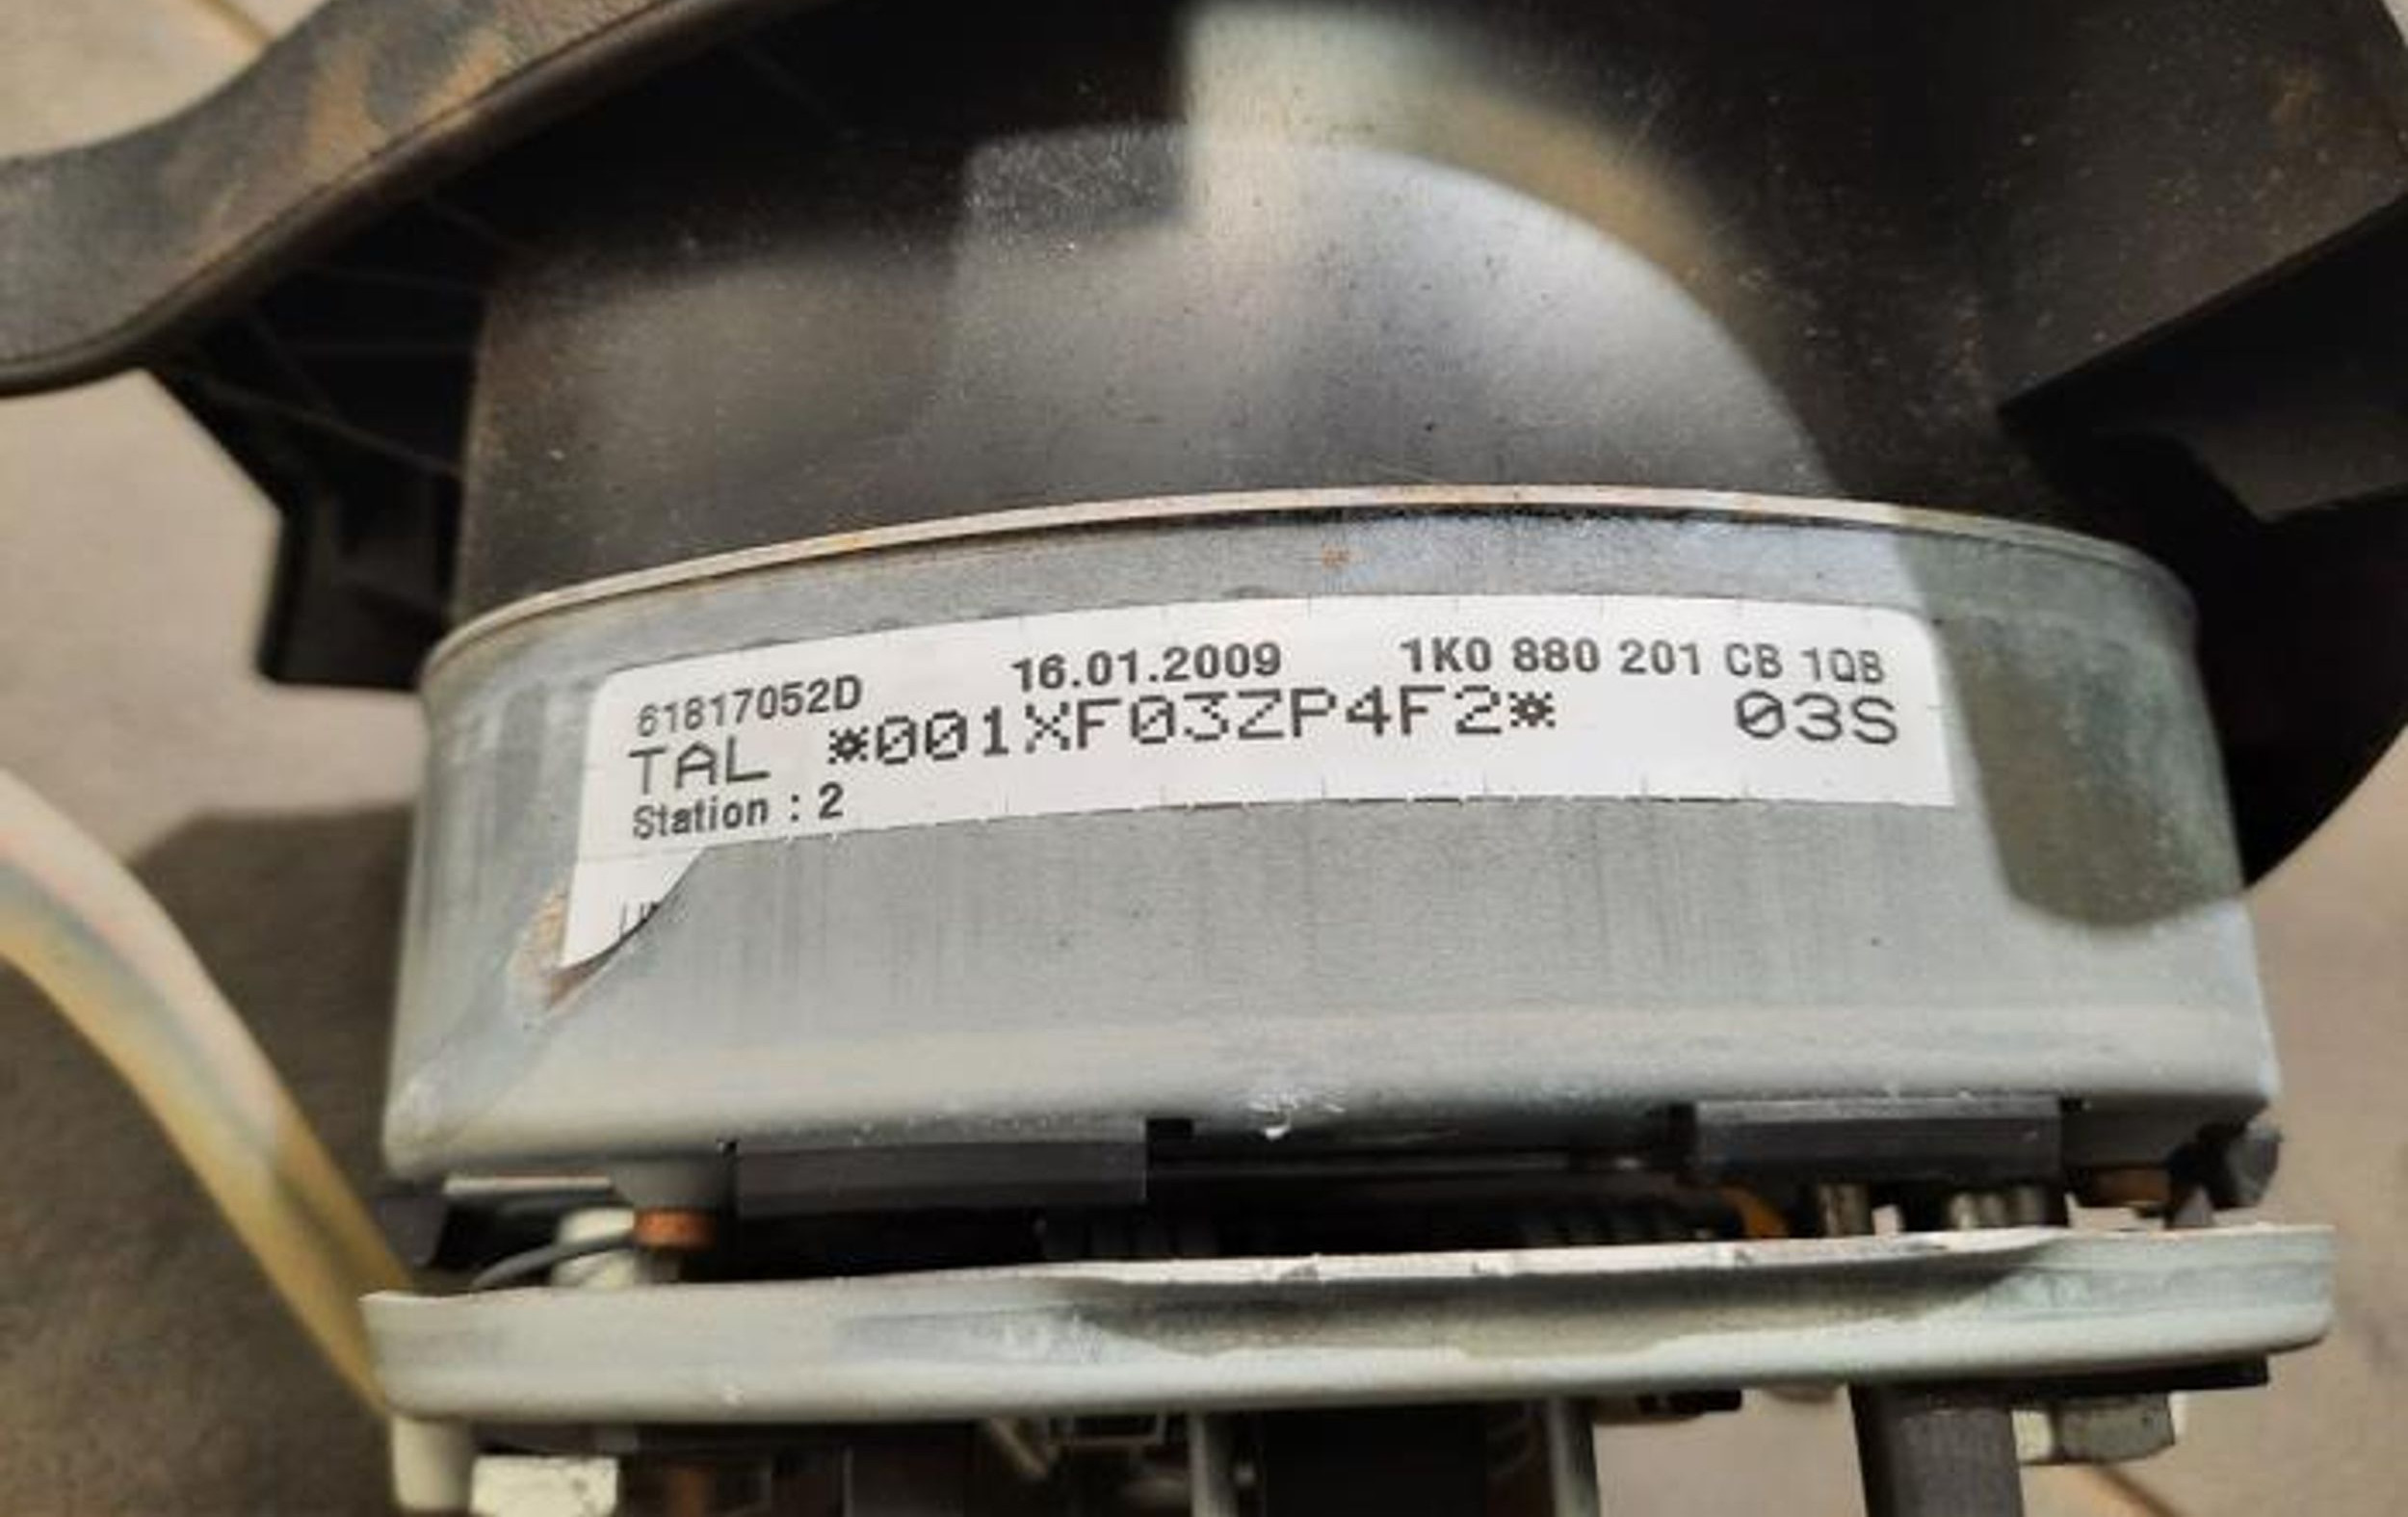 61817052D 16.01.2009 1K0 880 201 CB 1QB
TAL *001XF03ZP4F2* 03S
Station : 2